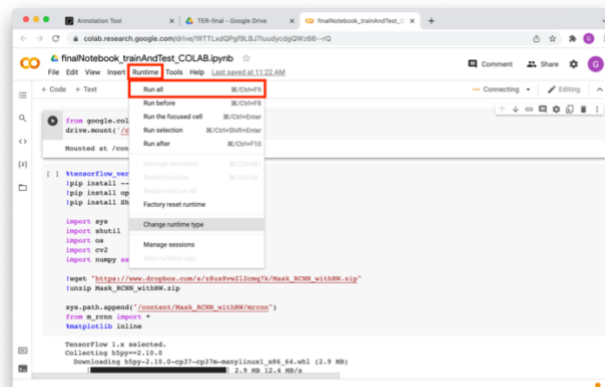 Annotation Tool
TER-final - Google Drive
finalNotebook_trainAndTest_C
colab.research.google.com/drive/1RTTLxdQPgf9LBJ7iuudycdgQWz66--rQ
finalNotebook_trainAndTest_COLAB.ipynb
Comment
Share
G
File Edit View Insert Runtime Tools Help Last saved at 11:22 AM
+ Code + Text
Connecting
Editing
Run all ⌘/Ctrl+F9
Run before ⌘/Ctrl+F8
Run the focused cell ⌘/Ctrl+Enter
Run selection ⌘/Ctrl+Shift+Enter
Run after ⌘/Ctrl+F10
Interrupt execution
Restart runtime
Restart and run all
Factory reset runtime
Change runtime type
Manage sessions
View runtime logs
from google.col
drive.mount('/c
Mounted at /con
[ ] %tensorflow_ver
!pip install --
!pip install op
!pip install Sh
import sys
import shutil
import os
import cv2
import numpy as
!wget "https://www.dropbox.com/s/
!unzip Mask_RCNN_withRW.zip
sys.path.append("/content/Mask_RCNN_withRW/mrcnn")
from m_rcnn import *
%matplotlib inline
TensorFlow 1.x selected.
Collecting h5py==2.10.0
Downloading h5py-2.10.0-cp37-cp37m-manylinux1_x86_64.whl (2.9 MB)
2.9 MB 12.4 MB/s